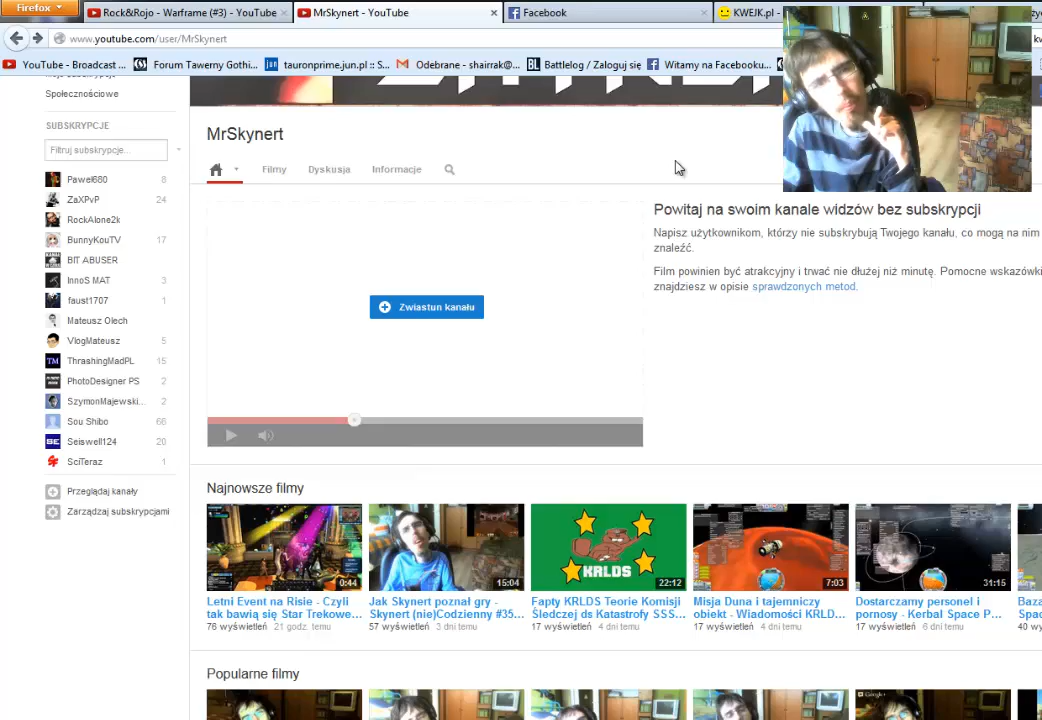 Firefox
Rock&Rojo - Warframe (#3) - YouTube
MrSkynert - YouTube
Facebook
KWEJK.pl -
www.youtube.com/user/MrSkynert
YouTube - Broadcast ...
Forum Tawerny Gothi...
tauronprime.jun.pl :: S...
Odebrane - shairrak@...
Battlelog / Zaloguj się
Witamy na Facebooku...
Społecznościowe
SUBSKRYPCJE
Filtruj subskrypcje...
Pawel680 8
ZaXPvP 24
RockAlone2k
BunnyKouTV 17
BIT ABUSER
InnoS MAT 3
faust1707 1
Mateusz Olech
VlogMateusz 5
ThrashingMadPL 15
PhotoDesigner PS 2
SzymonMajewski... 2
Sou Shibo 66
Seiswell124 20
SciTeraz 1
Przeglądaj kanały
Zarządzaj subskrypcjami
MrSkynert
Filmy
Dyskusja
Informacje
Zwiastun kanału
Powitaj na swoim kanale widzów bez subskrypcji
Napisz użytkownikom, którzy nie subskrybują Twojego kanału, co mogą na nim
znaleźć.
Film powinien być atrakcyjny i trwać nie dłużej niż minutę. Pomocne wskazówki
znajdziesz w opisie sprawdzonych metod.
Najnowsze filmy
0:44
Letni Event na Risie - Czyli
tak bawią się Star Trekowe...
76 wyświetleń 21 godz. temu
15:04
Jak Skynert poznał gry -
Skynert (nie)Codzienny #35...
57 wyświetleń 3 dni temu
KRLDS
22:12
Fapty KRLDS Teorie Komisji
Śledczej ds Katastrofy SSS...
17 wyświetleń 4 dni temu
7:03
Misja Duna i tajemniczy
obiekt - Wiadomości KRLD...
17 wyświetleń 4 dni temu
31:15
Dostarczamy personel i
pornosy - Kerbal Space P...
17 wyświetleń 6 dni temu
Baza
Spac
40 wy
Popularne filmy